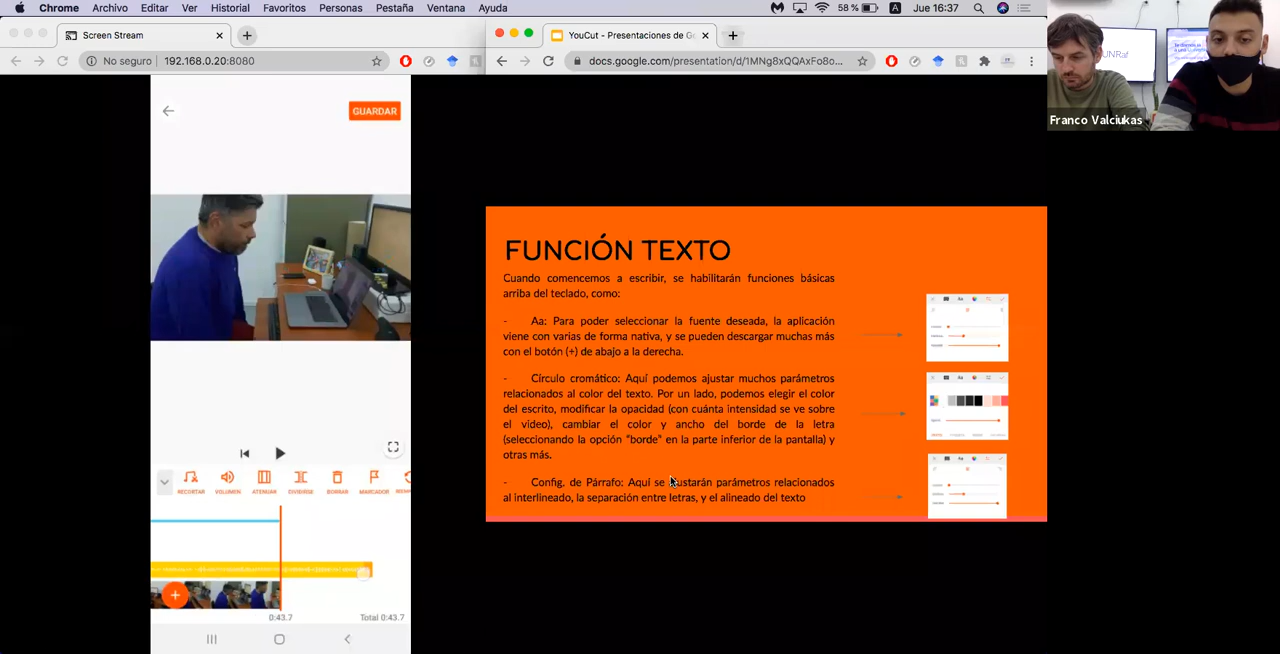 Chrome Archivo Editar Ver Historial Favoritos Personas Pestaña Ventana Ayuda
58 % A Jue 16:37
Screen Stream
YouCut - Presentaciones de Go
No seguro 192.168.0.20:8080
docs.google.com/presentation/d/1MNg8xQQAxFo8o...
GUARDAR
UNRaf
Franco Valciukas
FUNCIÓN TEXTO
Cuando comencemos a escribir, se habilitarán funciones básicas
arriba del teclado, como:
- Aa: Para poder seleccionar la fuente deseada, la aplicación
viene con varias de forma nativa, y se pueden descargar muchas más
con el botón (+) de abajo a la derecha.
- Círculo cromático: Aquí podemos ajustar muchos parámetros
relacionados al color del texto. Por un lado, podemos elegir el color
del escrito, modificar la opacidad (con cuánta intensidad se ve sobre
el video), cambiar el color y ancho del borde de la letra
(seleccionando la opción "borde" en la parte inferior de la pantalla) y
otras más.
- Config. de Párrafo: Aquí se ajustarán parámetros relacionados
al interlineado, la separación entre letras, y el alineado del texto
Aa
Aa
Aa
RECORTAR VOLUMEN ATENUAR DIVIDIRSE BORRAR MARCADOR
0:43.7 Total 0:43.7